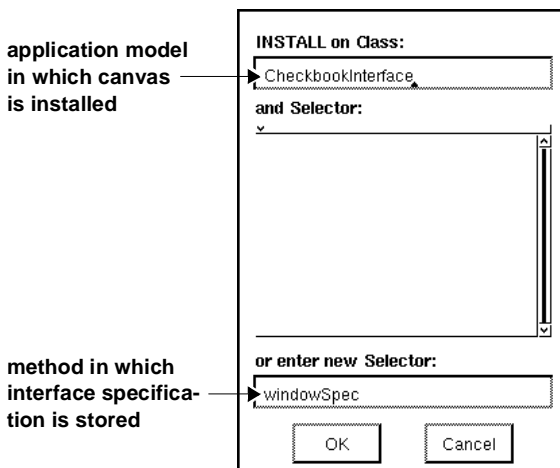 application model
in which canvas
is installed
INSTALL on Class:
CheckbookInterface
and Selector:
method in which
interface specifica-
tion is stored
or enter new Selector:
windowSpec
OK
Cancel